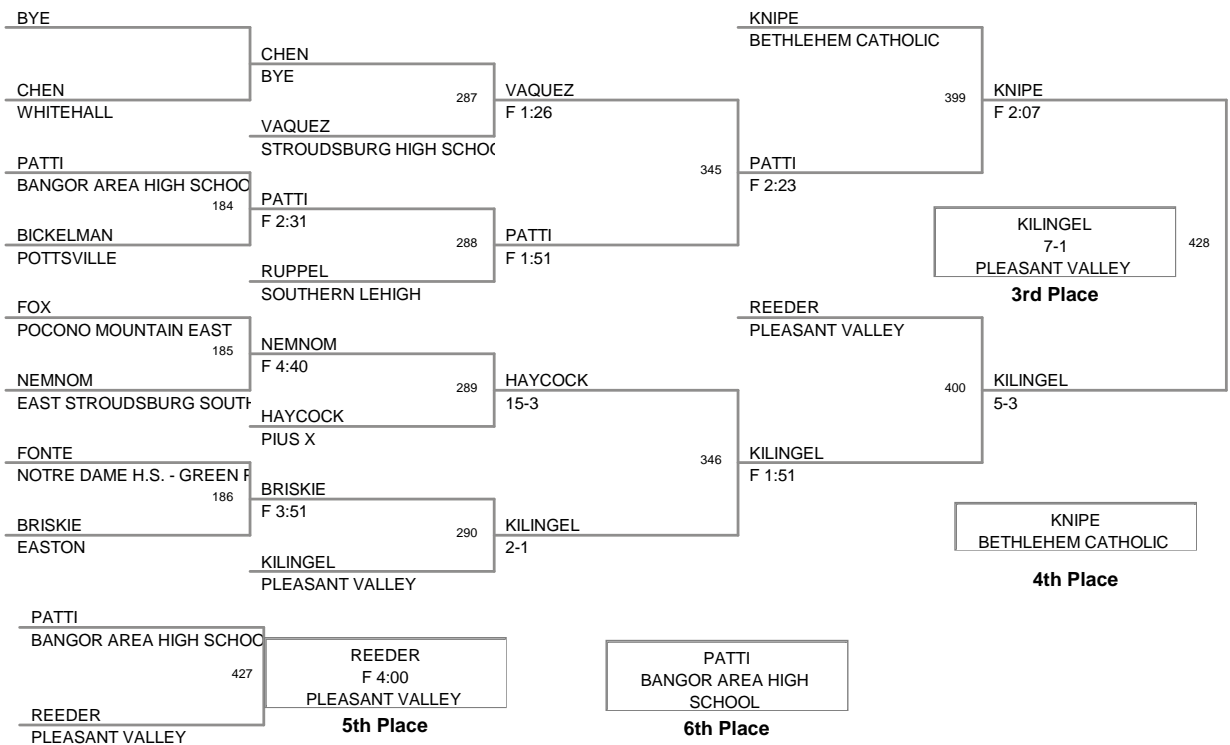 BYE
CHEN
WHITEHALL
PATTI
BANGOR AREA HIGH SCHOO
184
BICKELMAN
POTTSVILLE
FOX
POCONO MOUNTAIN EAST
185
NEMNOM
EAST STROUDSBURG SOUTH
FONTE
NOTRE DAME H.S. - GREEN P
186
BRISKIE
EASTON
CHEN
BYE
287
VAQUEZ
STROUDSBURG HIGH SCHOO
PATTI
F 2:31
288
RUPPEL
SOUTHERN LEHIGH
NEMNOM
F 4:40
289
HAYCOCK
PIUS X
BRISKIE
F 3:51
290
KILINGEL
PLEASANT VALLEY
VAQUEZ
F 1:26
345
PATTI
F 1:51
HAYCOCK
15-3
346
KILINGEL
2-1
KNIPE
BETHLEHEM CATHOLIC
399
PATTI
F 2:23
REEDER
PLEASANT VALLEY
400
KILINGEL
F 1:51
KNIPE
F 2:07
428
KILINGEL
5-3
KILINGEL
7-1
PLEASANT VALLEY
3rd Place
KNIPE
BETHLEHEM CATHOLIC
4th Place
PATTI
BANGOR AREA HIGH SCHOO
427
REEDER
PLEASANT VALLEY
REEDER
F 4:00
PLEASANT VALLEY
5th Place
PATTI
BANGOR AREA HIGH
SCHOOL
6th Place